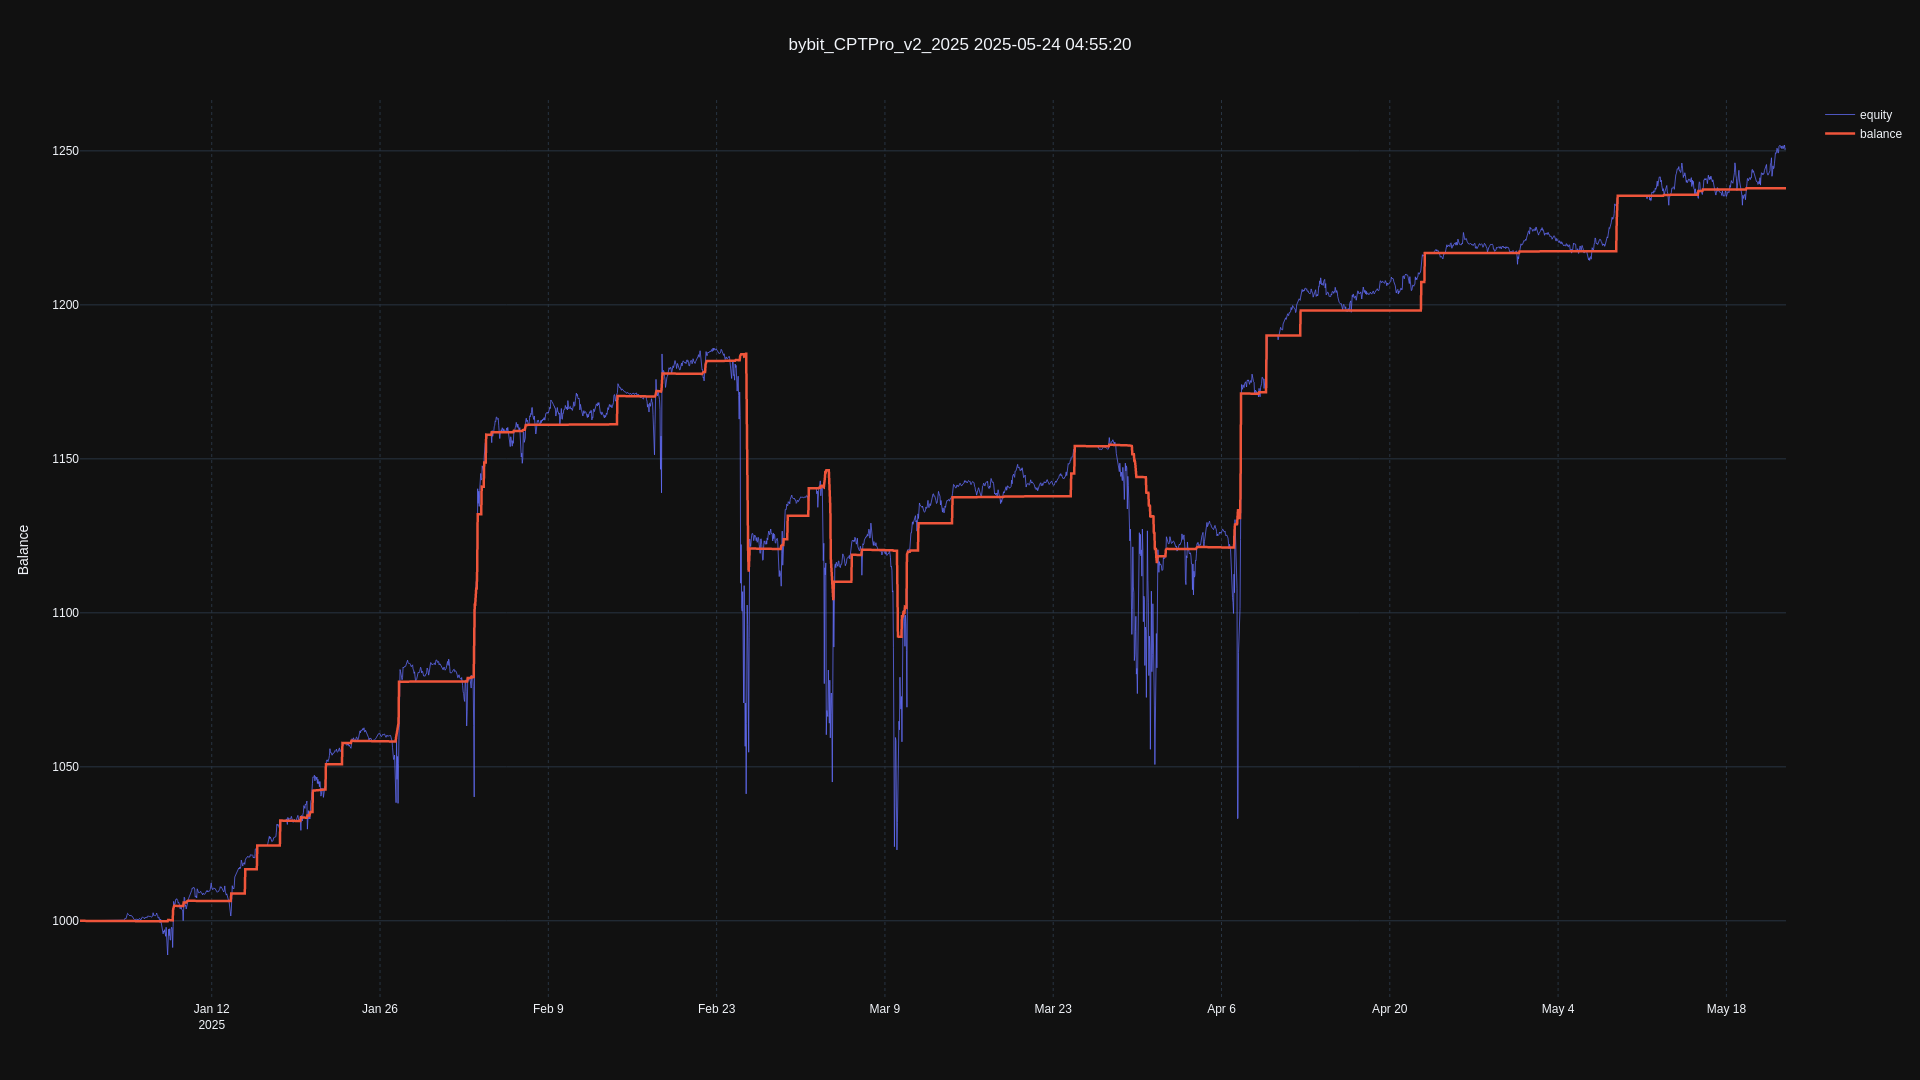 bybit_CPTPro_v2_2025 2025-05-24 04:55:20
equity
balance
1250
1200
1150
1100
1050
1000
Balance
Jan 12
2025
Jan 26
Feb 9
Feb 23
Mar 9
Mar 23
Apr 6
Apr 20
May 4
May 18